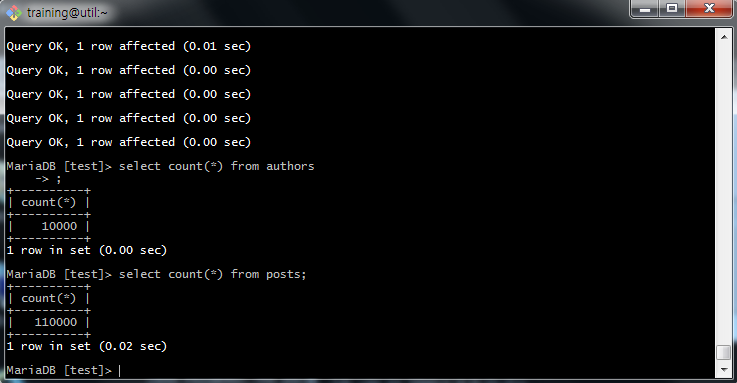 training@util:~
Query OK, 1 row affected (0.01 sec)
Query OK, 1 row affected (0.00 sec)
Query OK, 1 row affected (0.00 sec)
Query OK, 1 row affected (0.00 sec)
Query OK, 1 row affected (0.00 sec)
MariaDB [test]> select count(*) from authors
    -> ;
+----------+
| count(*) |
+----------+
|    10000 |
+----------+
1 row in set (0.00 sec)
MariaDB [test]> select count(*) from posts;
+----------+
| count(*) |
+----------+
|   110000 |
+----------+
1 row in set (0.02 sec)
MariaDB [test]>